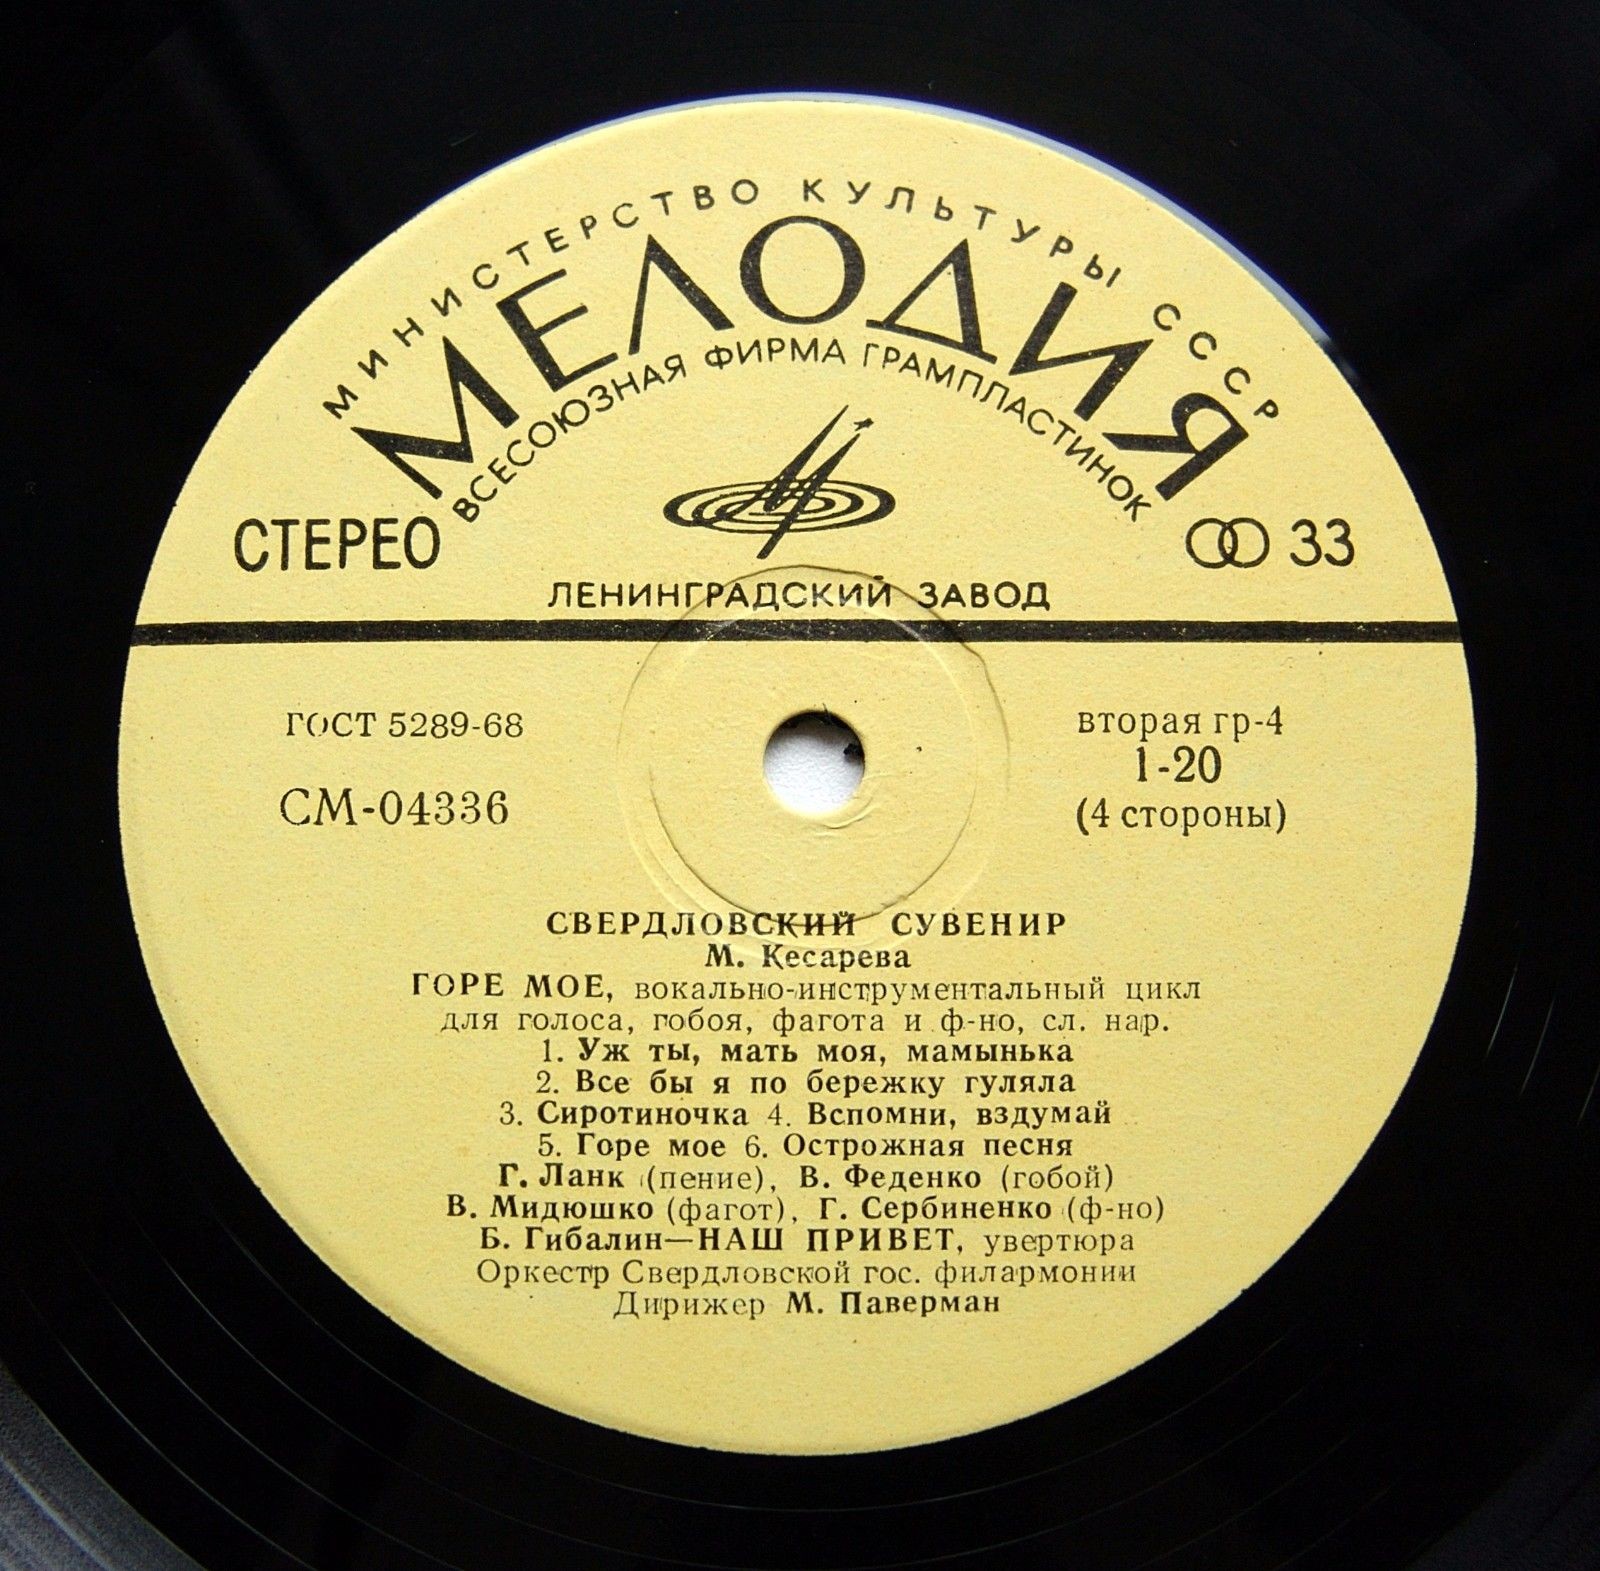 МИНИСТЕРСТВО КУЛЬТУРЫ СССР
МЕЛОДИЯ
ВСЕСОЮЗНАЯ ФИРМА ГРАМПЛАСТИНОК
СТЕРЕО
33
ЛЕНИНГРАДСКИЙ ЗАВОД
ГОСТ 5289-68
вторая гр-4
1-20
СМ-04336
(4 стороны)
СВЕРДЛОВСКИЙ СУВЕНИР
М. Кесарева
ГОРЕ МОЕ, вокально-инструментальный цикл
для голоса, гобоя, фагота и ф-но, сл. нар.
1. Уж ты, мать моя, мамынька
2. Все бы я по бережку гуляла
3. Сиротиночка 4. Вспомни, вздумай
5. Горе мое 6. Острожная песня
Г. Ланк (пение), В. Феденко (гобой)
В. Мидюшко (фагот), Г. Сербиненко (ф-но)
Б. Гибалин—НАШ ПРИВЕТ, увертюра
Оркестр Свердловской гос. филармонии
Дирижер М. Паверман